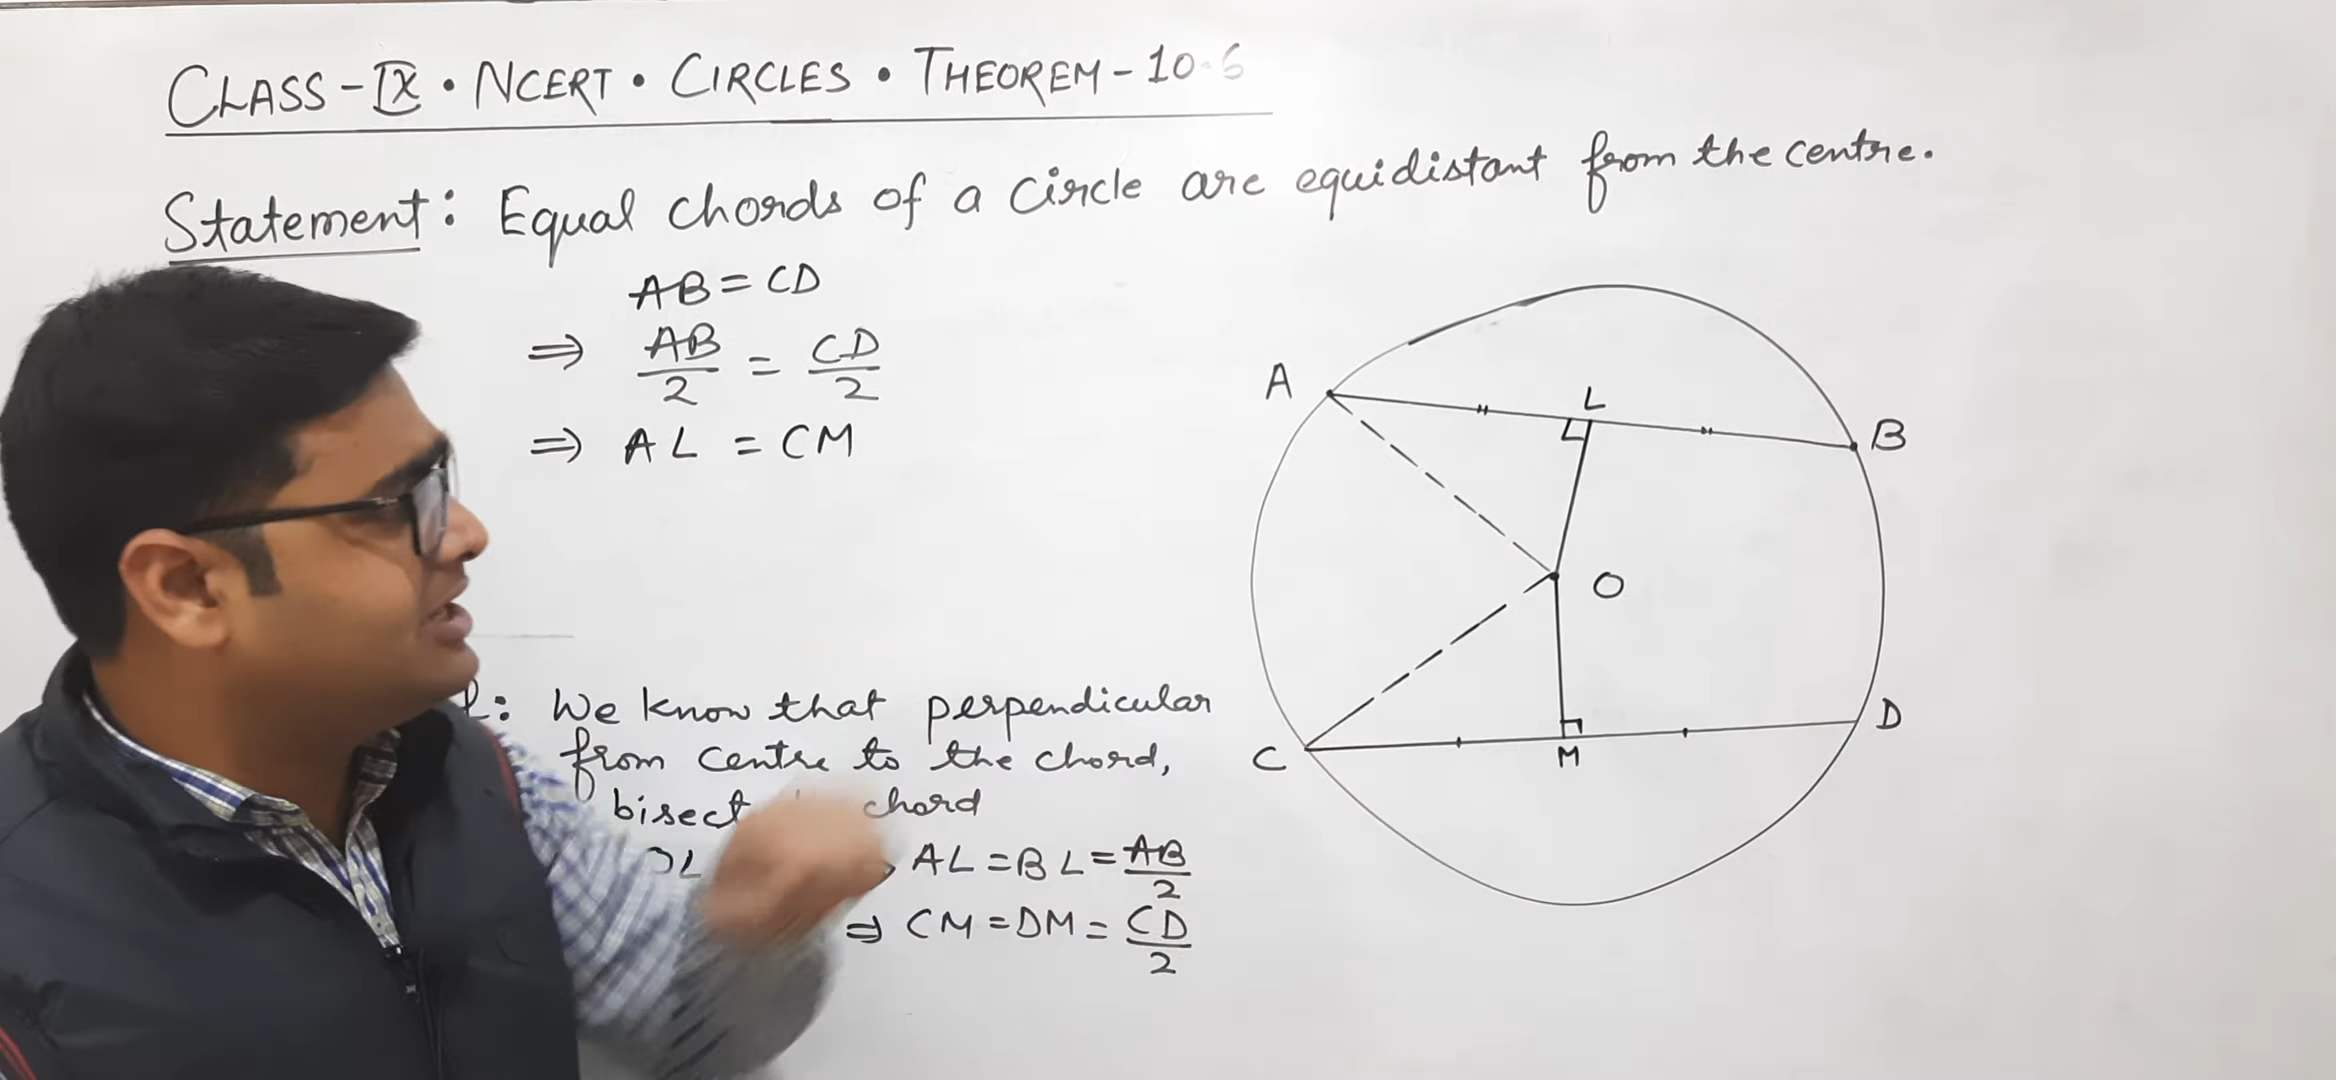 CLASS-IX • NCERT • CIRCLES • THEOREM-10.6
Statement: Equal chords of a circle are equidistant from the centre.
AB = CD
⇒ AB/2 = CD/2
⇒ AL = CM
We know that perpendicular
from centre to the chord,
bisect chord
OL AL = BL = AB/2
⇒ CM = DM = CD/2
A
L
B
O
C
M
D